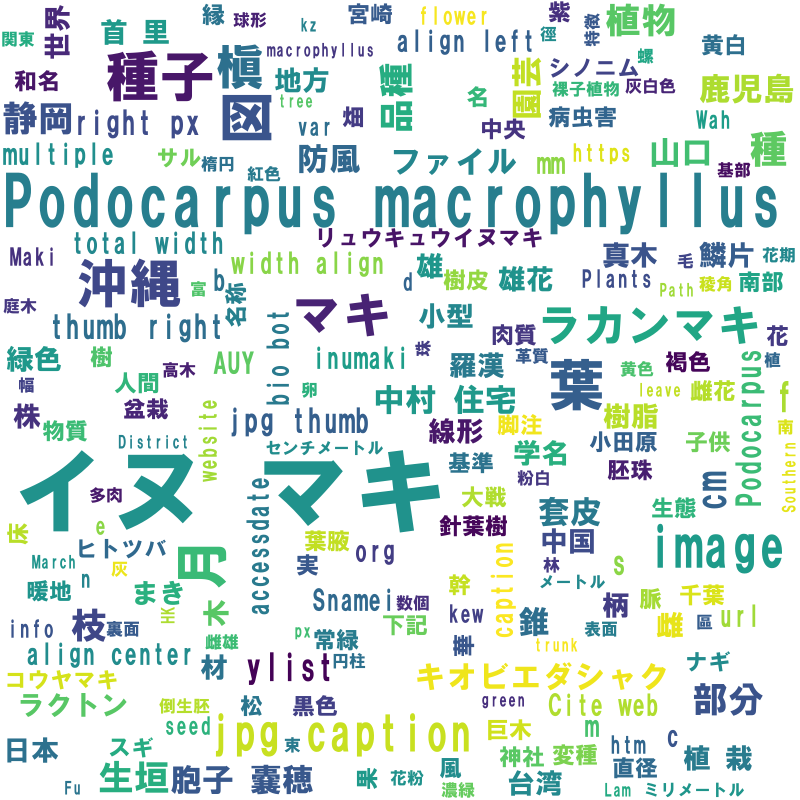 関東
世界
首 里
縁
球形
kz
宮崎
flower
紫
特徴
植物
黄白
macrophyllus
align left
徑
螺
和名
種子
槇
地方
tree
品種
園芸
シノニム
裸子植物
灰白色
鹿児島
静岡
right px
図
var
畑
名
中央
病虫害
Wah
multiple
サル
楕円
紅色
防風
ファイル
mm
https
山口
種
基部
Podocarpus macrophyllus
Maki
total width
リュウキュウイヌマキ
真木
毛
鱗片
花期
庭木
沖縄
富
b
名称
width align
d
雄
樹皮
雄花
Plants
Path
稜角
南部
thumb right
bio bot
マキ
小型
肉質
ラカンマキ
花
緑色
樹
高木
AUY
inumaki
珠
羅漢
革質
葉
黄色
褐色
植
幅
人間
卵
中村 住宅
leave
雌花
f
株
盆栽
website
jpg thumb
線形
脚注
樹脂
Podocarpus
南
物質
District
センチメートル
基準
学名
小田原
子供
Southern
イヌ マキ
多肉
accessdate
粉白
胚珠
cm
大戦
套皮
生態
床
e
ヒトツバ
木 月
葉腋
針葉樹
中国
image
March
灰
実
org
林
暖地
n
まき
HK
Snamei
数個
幹
caption
メートル
s
柄
脈
千葉
info
枝
裏面
雌雄
px
常緑
下記
kew
華
錐
表面
雌
區
url
align center
材
ylist
円柱
trunk
ナギ
コウヤマキ
キオビエダシャク
ラクトン
倒生胚
松
黒色
green
Cite web
部分
seed
jpg caption
巨木
m
日本
スギ
東
神社
変種
htm
c
植 栽
生垣
胞子
嚢穂
果
花粉
風
台湾
直径
Fu
濃緑
Lam
ミリメートル